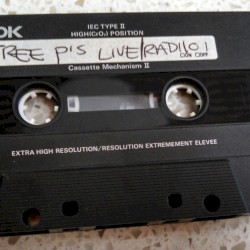 DK
IEC TYPE II
HIGH(CrO₂) POSITION
REE P'S LIVE/RADIO 1
Cassette Mechanism II
EXTRA HIGH RESOLUTION/RESOLUTION EXTREMEMENT ELEVEE